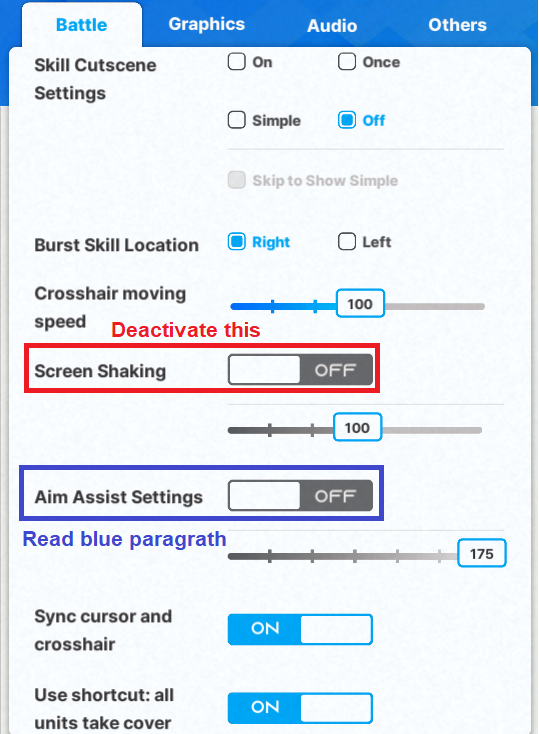 Battle Graphics Audio Others
Skill Cutscene
Settings
On Once
Simple Off
Skip to Show Simple
Burst Skill Location Right Left
Crosshair moving
speed
100
Deactivate this
Screen Shaking OFF
100
Aim Assist Settings OFF
Read blue paragrath
175
Sync cursor and
crosshair
ON
Use shortcut: all
units take cover
ON